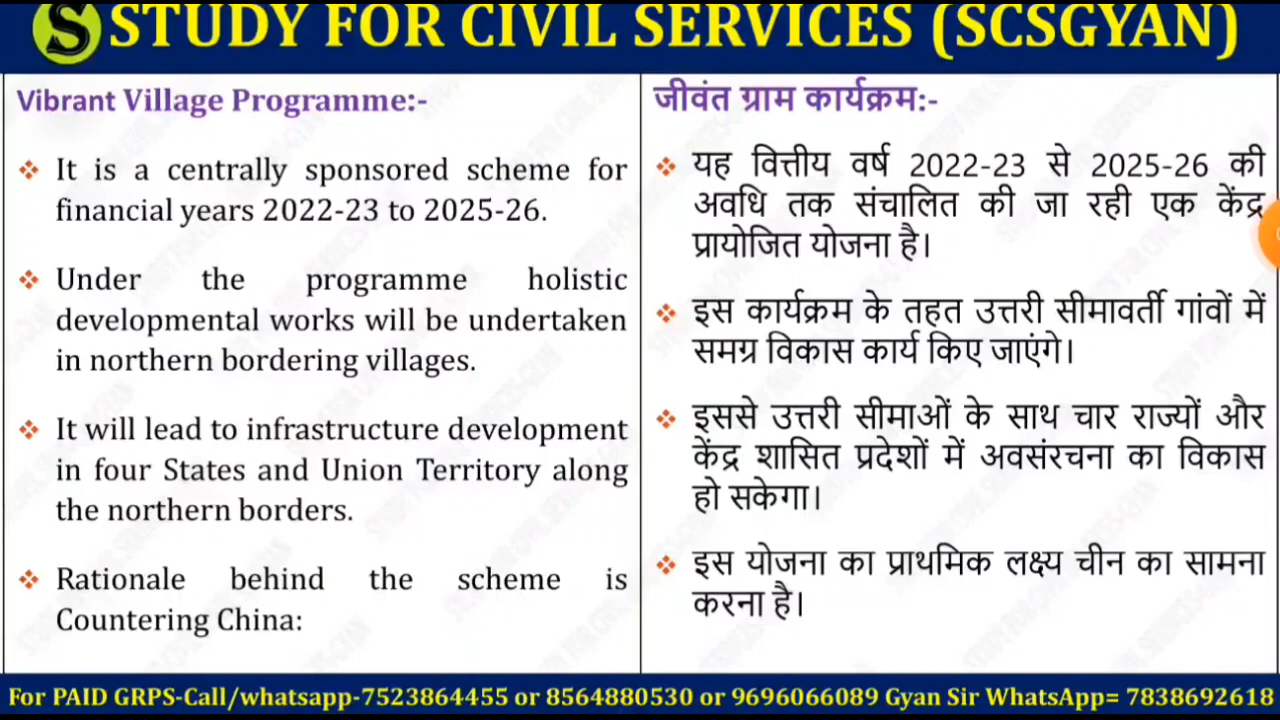 S STUDY FOR CIVIL SERVICES (SCSGYAN)
Vibrant Village Programme:-
❖ It is a centrally sponsored scheme for
financial years 2022-23 to 2025-26.
❖ Under the programme holistic
developmental works will be undertaken
in northern bordering villages.
❖ It will lead to infrastructure development
in four States and Union Territory along
the northern borders.
❖ Rationale behind the scheme is
Countering China:
जीवंत ग्राम कार्यक्रम:-
❖ यह वित्तीय वर्ष 2022-23 से 2025-26 की
अवधि तक संचालित की जा रही एक केंद्र
प्रायोजित योजना है।
❖ इस कार्यक्रम के तहत उत्तरी सीमावर्ती गांवों में
समग्र विकास कार्य किए जाएंगे।
❖ इससे उत्तरी सीमाओं के साथ चार राज्यों और
केंद्र शासित प्रदेशों में अवसंरचना का विकास
हो सकेगा।
❖ इस योजना का प्राथमिक लक्ष्य चीन का सामना
करना है।
For PAID GRPS-Call/whatsapp-7523864455 or 8564880530 or 9696066089 Gyan Sir WhatsApp= 7838692618